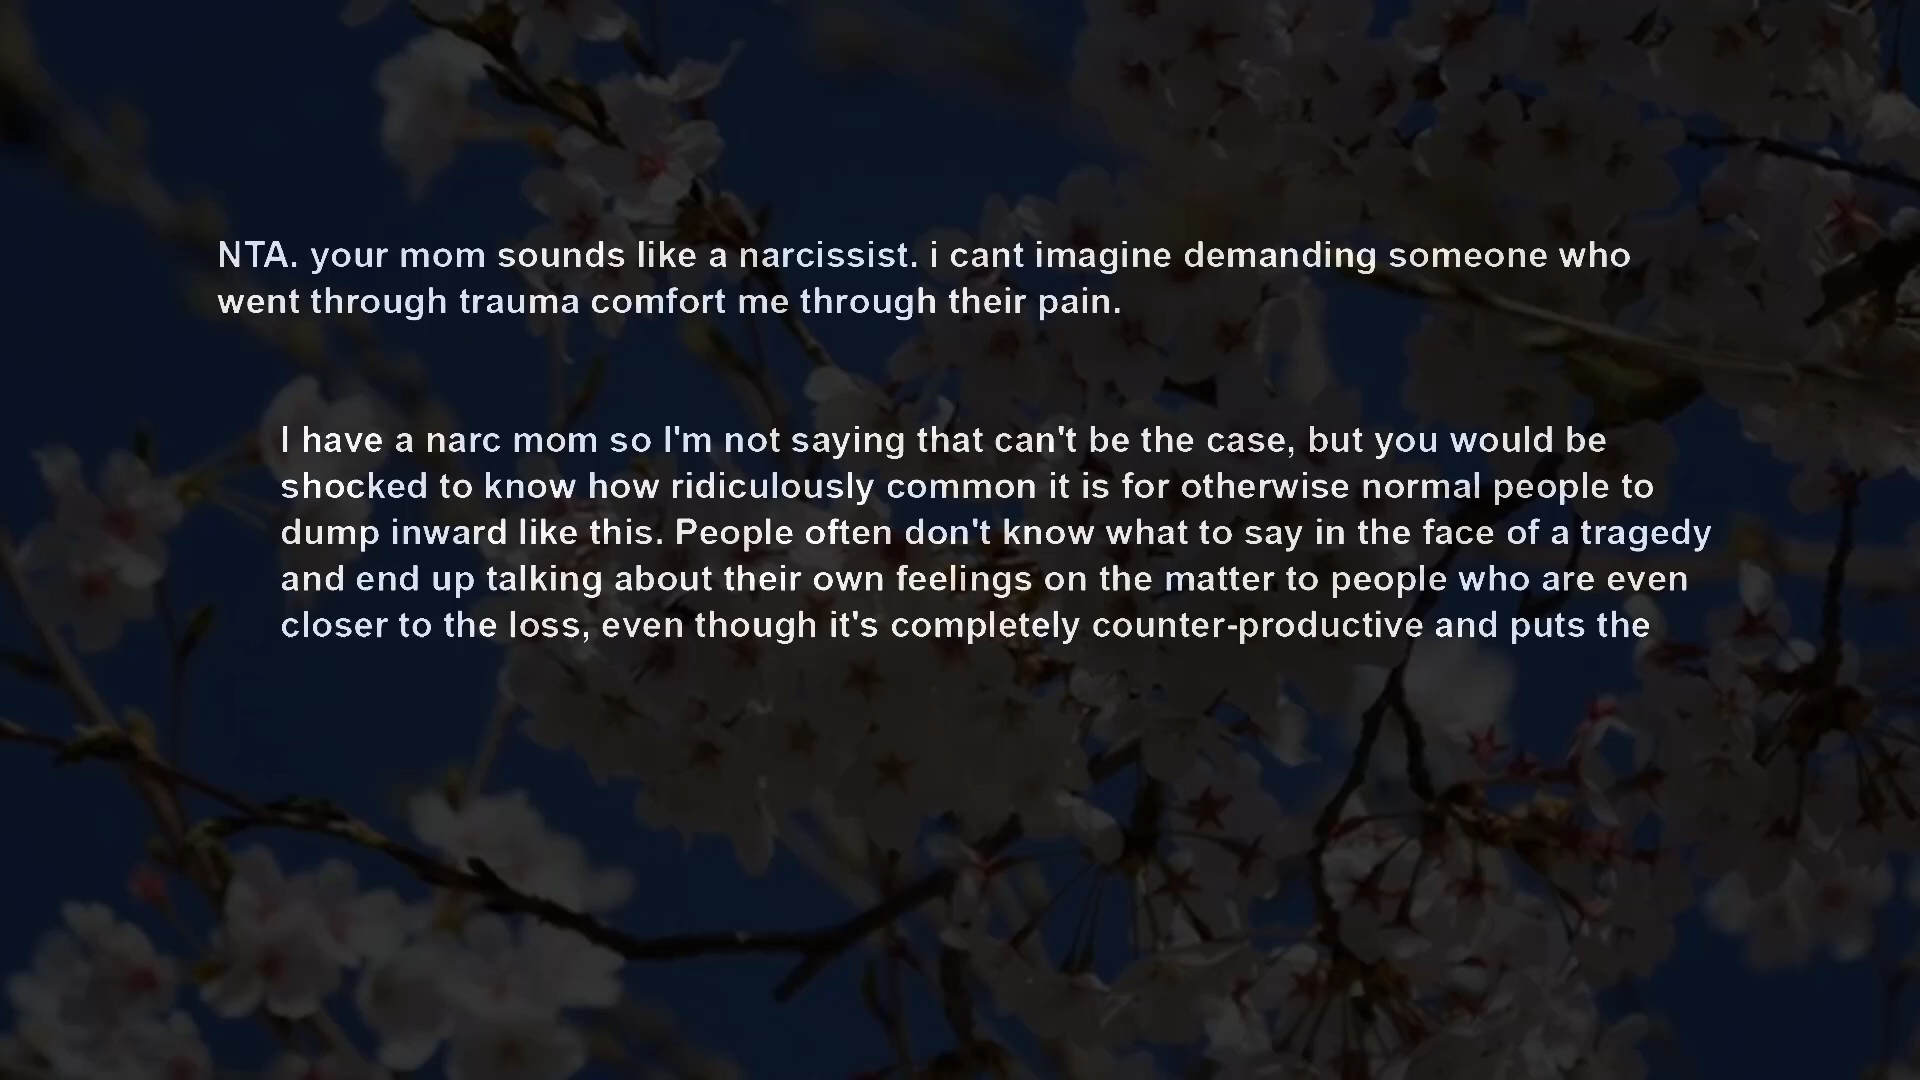 NTA. your mom sounds like a narcissist. i cant imagine demanding someone who
went through trauma comfort me through their pain.
I have a narc mom so I'm not saying that can't be the case, but you would be
shocked to know how ridiculously common it is for otherwise normal people to
dump inward like this. People often don't know what to say in the face of a tragedy
and end up talking about their own feelings on the matter to people who are even
closer to the loss, even though it's completely counter-productive and puts the